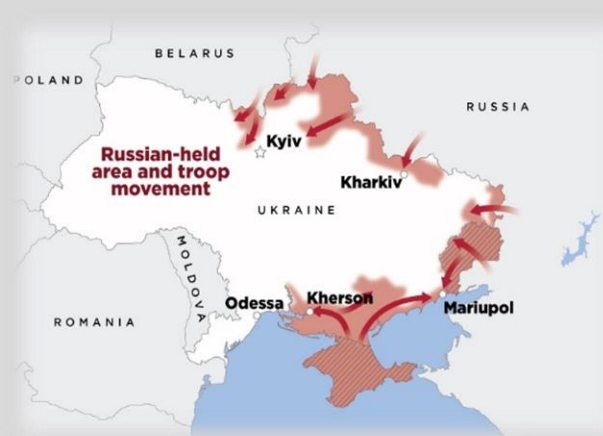 BELARUS
POLAND
RUSSIA
Kyiv
Russian-held
area and troop
movement
Kharkiv
UKRAINE
MOLDOVA
Odessa
Kherson
Mariupol
ROMANIA